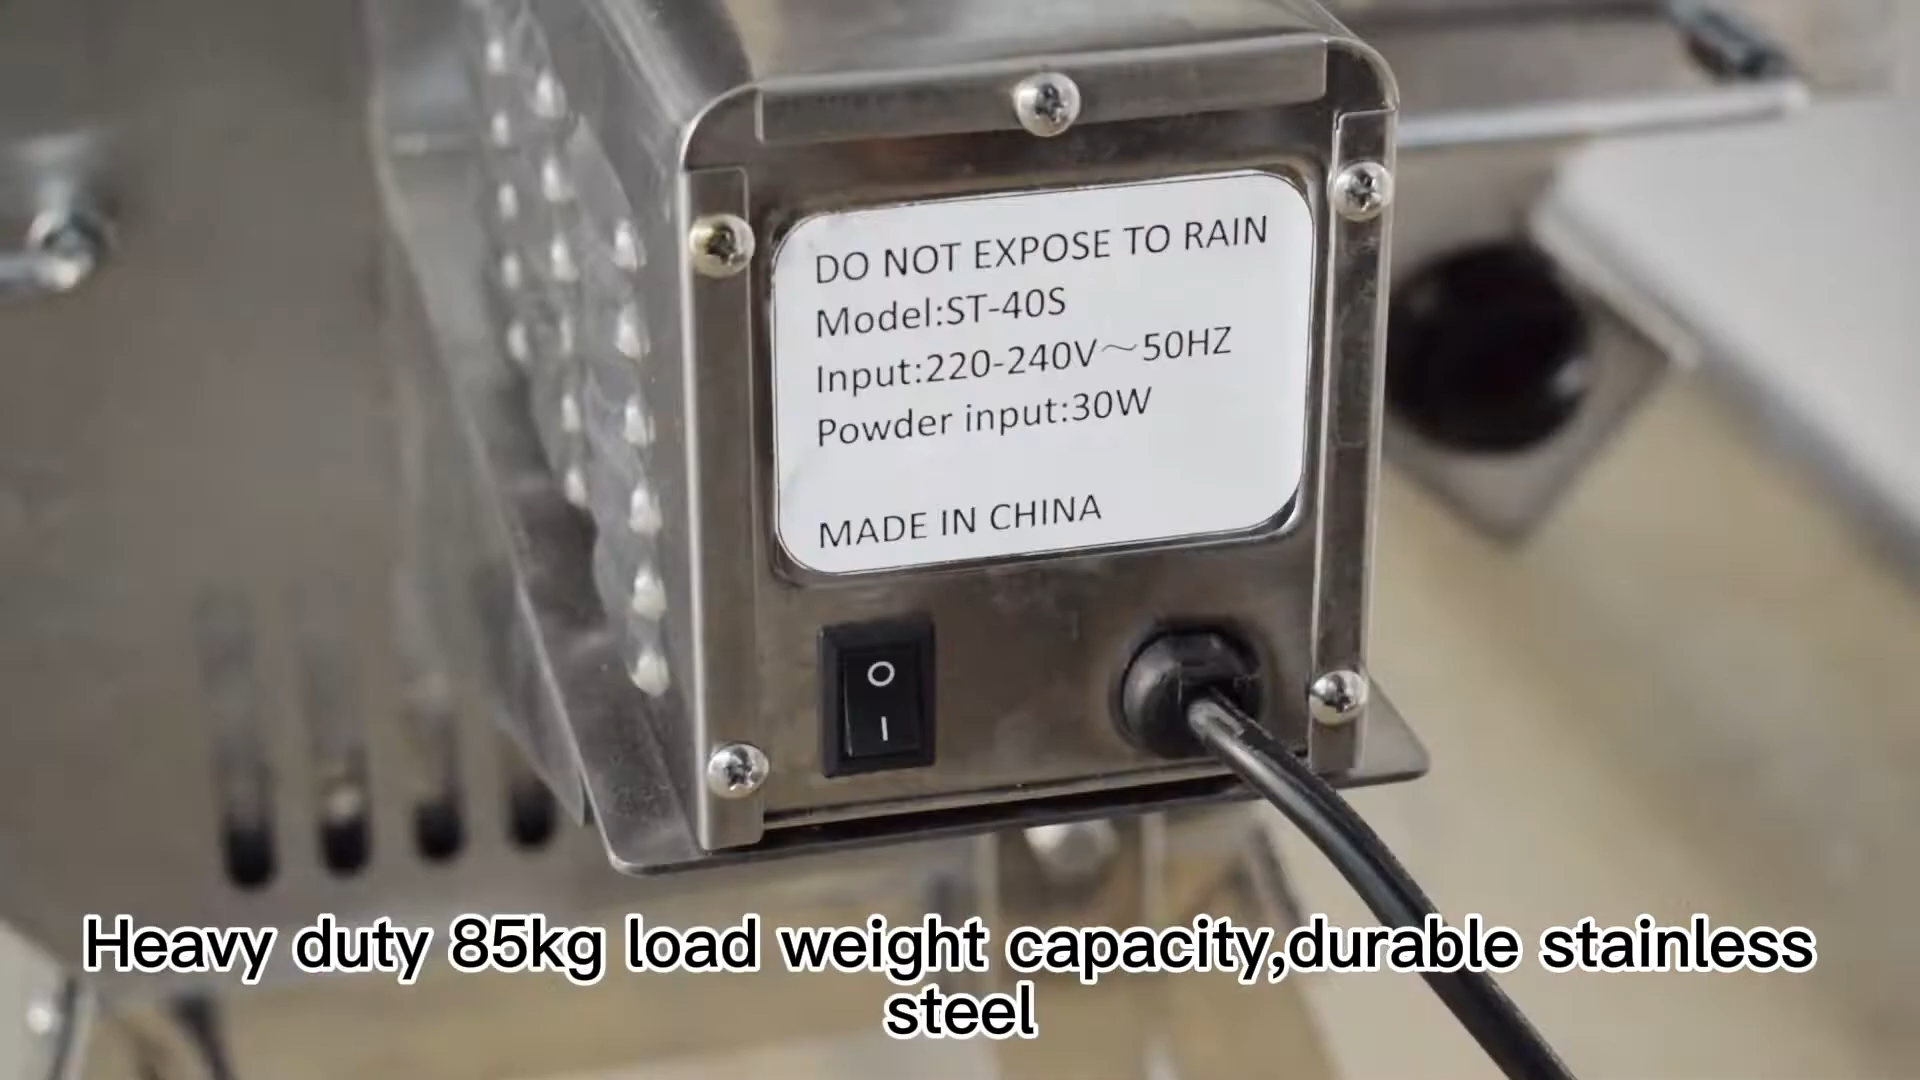 DO NOT EXPOSE TO RAIN
Model:ST-40S
Input:220-240V～50HZ
Powder input:30W
MADE IN CHINA
O
I
Heavy duty 85kg load weight capacity,durable stainless
steel